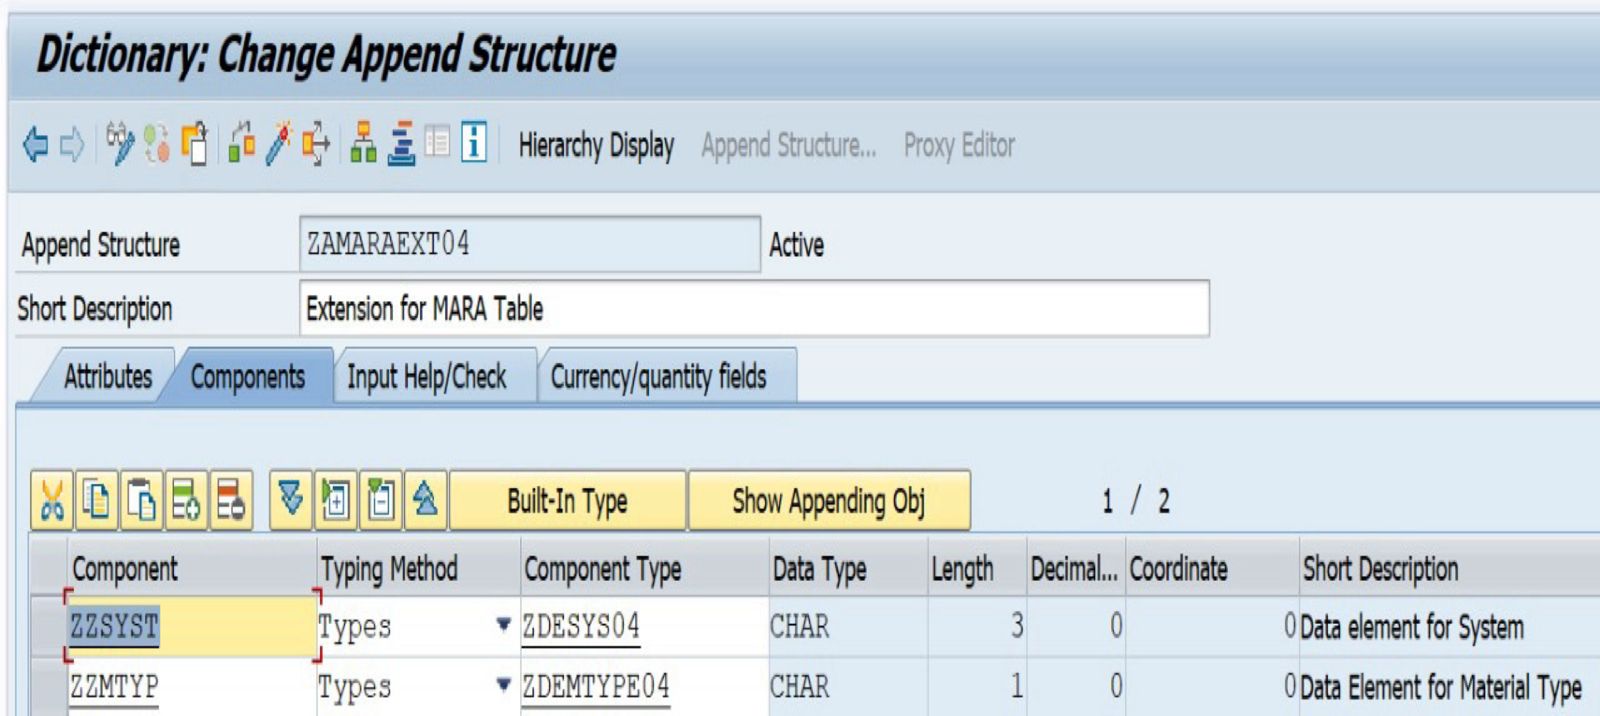 Dictionary: Change Append Structure
Hierarchy Display Append Structure... Proxy Editor
Append Structure ZAMARAEXT04 Active
Short Description Extension for MARA Table
Attributes Components Input Help/Check Currency/quantity fields
Built-In Type Show Appending Obj 1 / 2
Component Typing Method Component Type Data Type Length Decimal... Coordinate Short Description
ZZSYST Types ZDESYS04 CHAR 3 0 0 Data element for System
ZZMTYP Types ZDEMTYPE04 CHAR 1 0 0 Data Element for Material Type